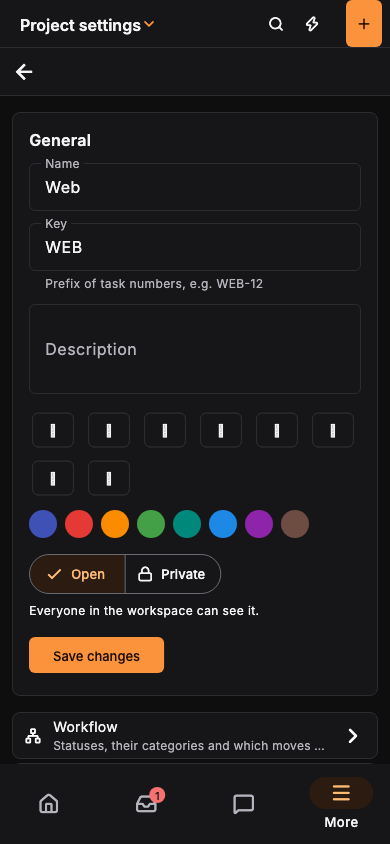 Project settings
General
Name
Web
Key
WEB
Prefix of task numbers, e.g. WEB-12
Description
Open
Private
Everyone in the workspace can see it.
Save changes
Workflow
Statuses, their categories and which moves ...
1
More